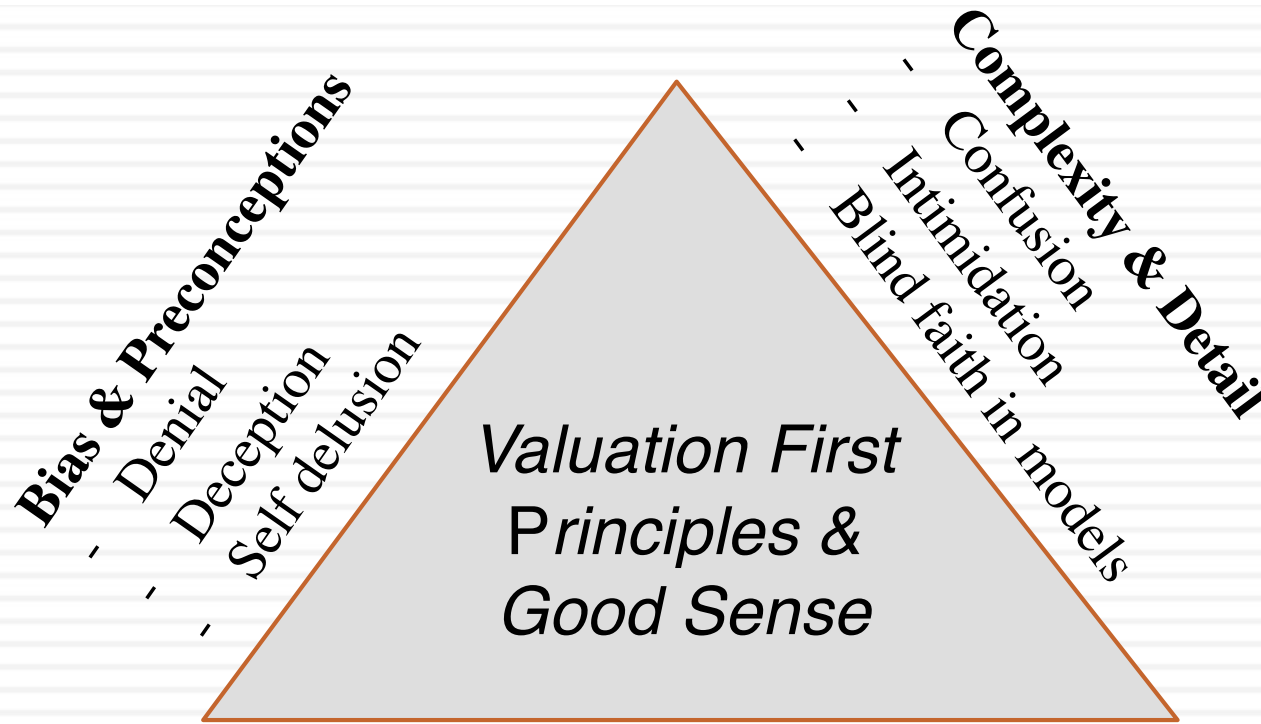 Bias & Preconceptions
- Denial
- Deception
- Self delusion
Complexity & Detail
- Confusion
- Intimidation
- Blind faith in models
Valuation First
Principles &
Good Sense